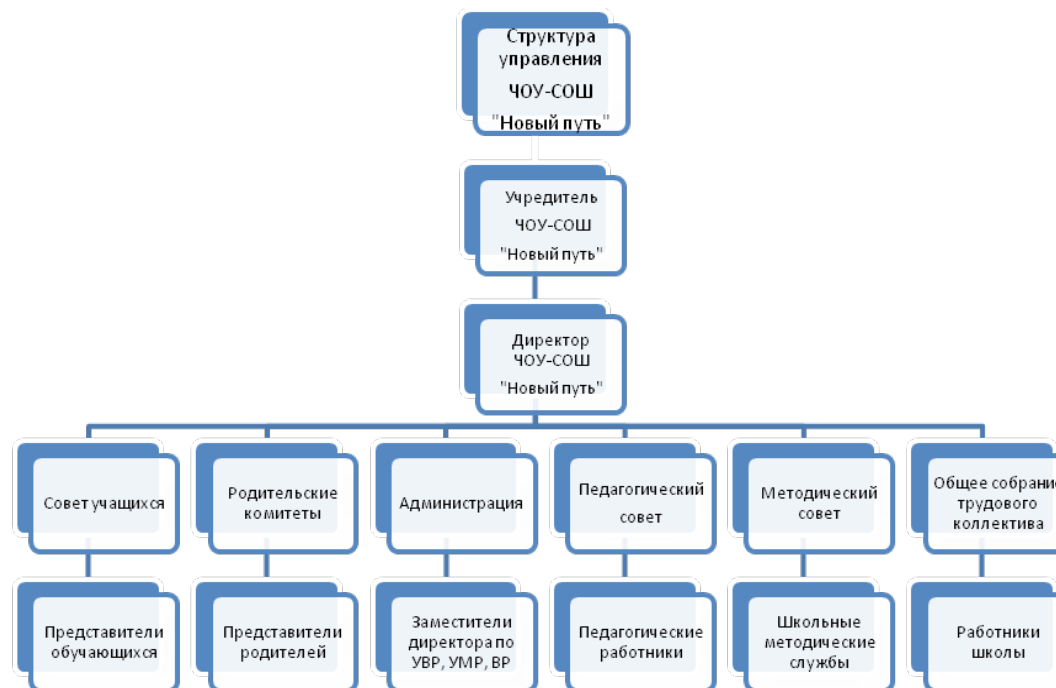 Структура
управления
ЧОУ-СОШ
"Новый путь"
Учредитель
ЧОУ-СОШ
"Новый путь"
Директор
ЧОУ-СОШ
"Новый путь"
Совет учащихся
Родительские
комитеты
Администрация
Педагогический
совет
Методический
совет
Общее собрание
трудового
коллектива
Представители
обучающихся
Представители
родителей
Заместители
директора по
УВР, УМР, ВР
Педагогические
работники
Школьные
методические
службы
Работники
школы